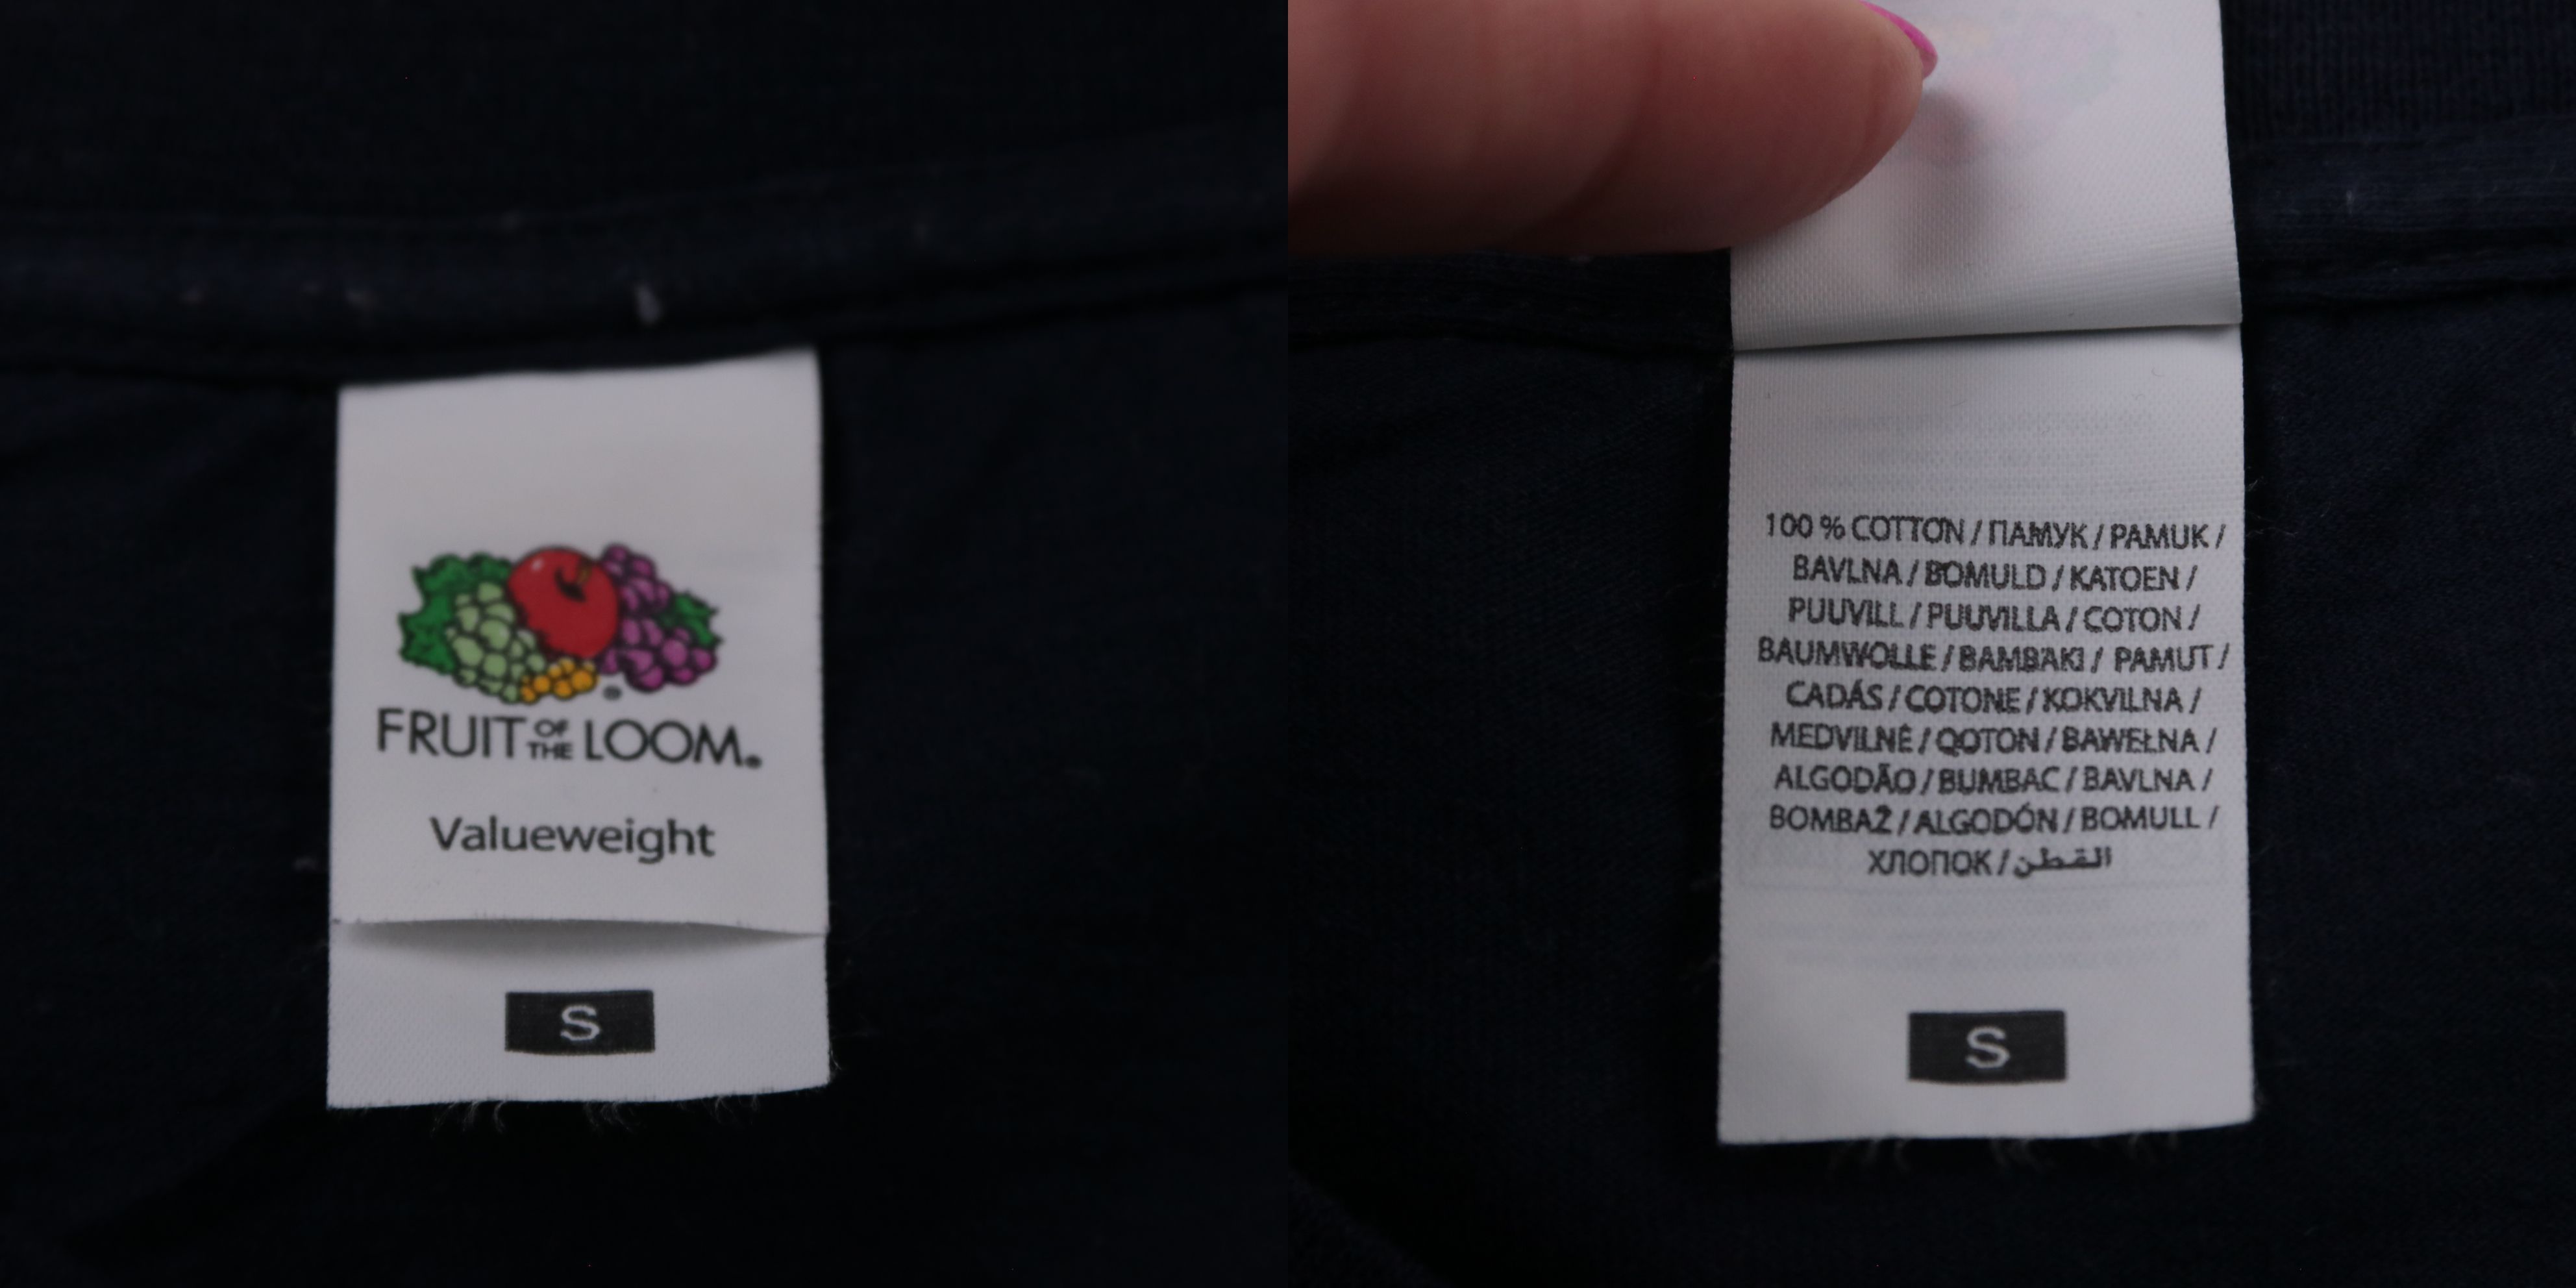 FRUIT OF THE LOOM®
Valueweight
S
100 % COTTON / ПАМУК / PAMUK /
BAVLNA / BOMULD / KATOEN /
PUUVILL / PUUVILLA / COTON /
BAUMWOLLE / BAMBAKI / PAMUT /
CADÁS / COTONE / KOKVILNA /
MEDVILNĖ / QOTON / BAWEŁNA /
ALGODÃO / BUMBAC / BAVLNA /
BOMBAŽ / ALGODÓN / BOMULL /
ХЛОПОК / القطن
S